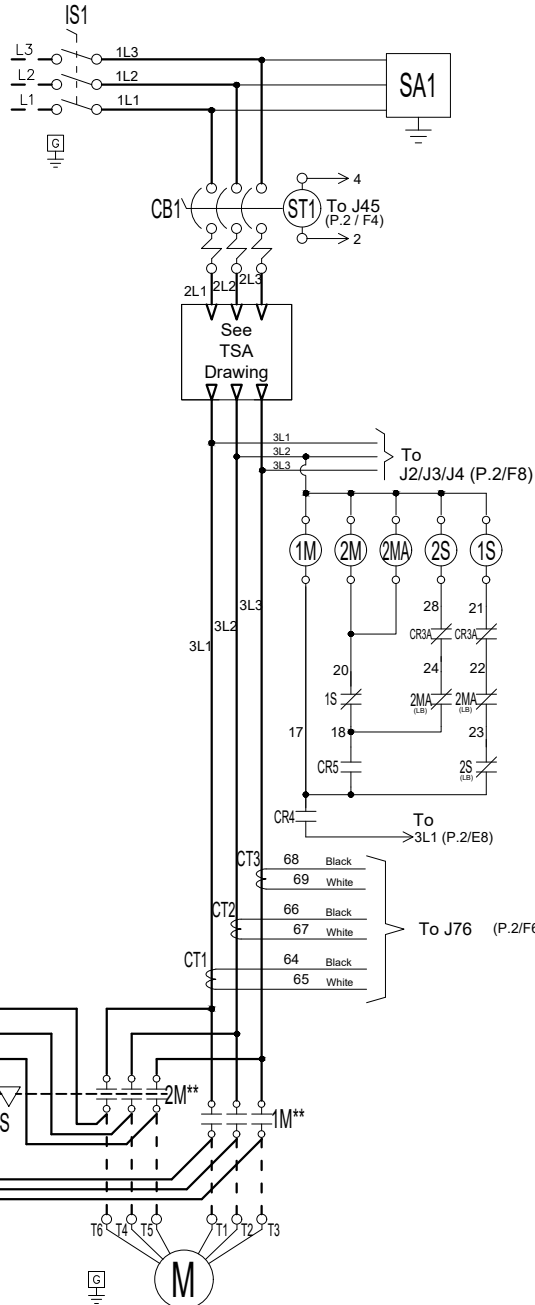 IS1
L3 1L3
L2 1L2
L1 1L1
SA1
G
CB1
ST1
4
To J45
(P.2 / F4)
2
2L1 2L2 2L3
See
TSA
Drawing
3L1
3L2
3L3
To
J2/J3/J4 (P.2/F8)
1M 2M 2MA 2S 1S
28 21
CR3A CR3A
3L1 3L2 3L3
20 24 22
1S 2MA (LB) 2MA (LB)
17 18 23
CR5 2S (LB)
CR4
To
3L1 (P.2/E8)
CT3 68 Black
69 White
CT2 66 Black
67 White
To J76 (P.2/F6
CT1 64 Black
65 White
S
2M**
1M**
T6 T4 T5 T1 T2 T3
M
G